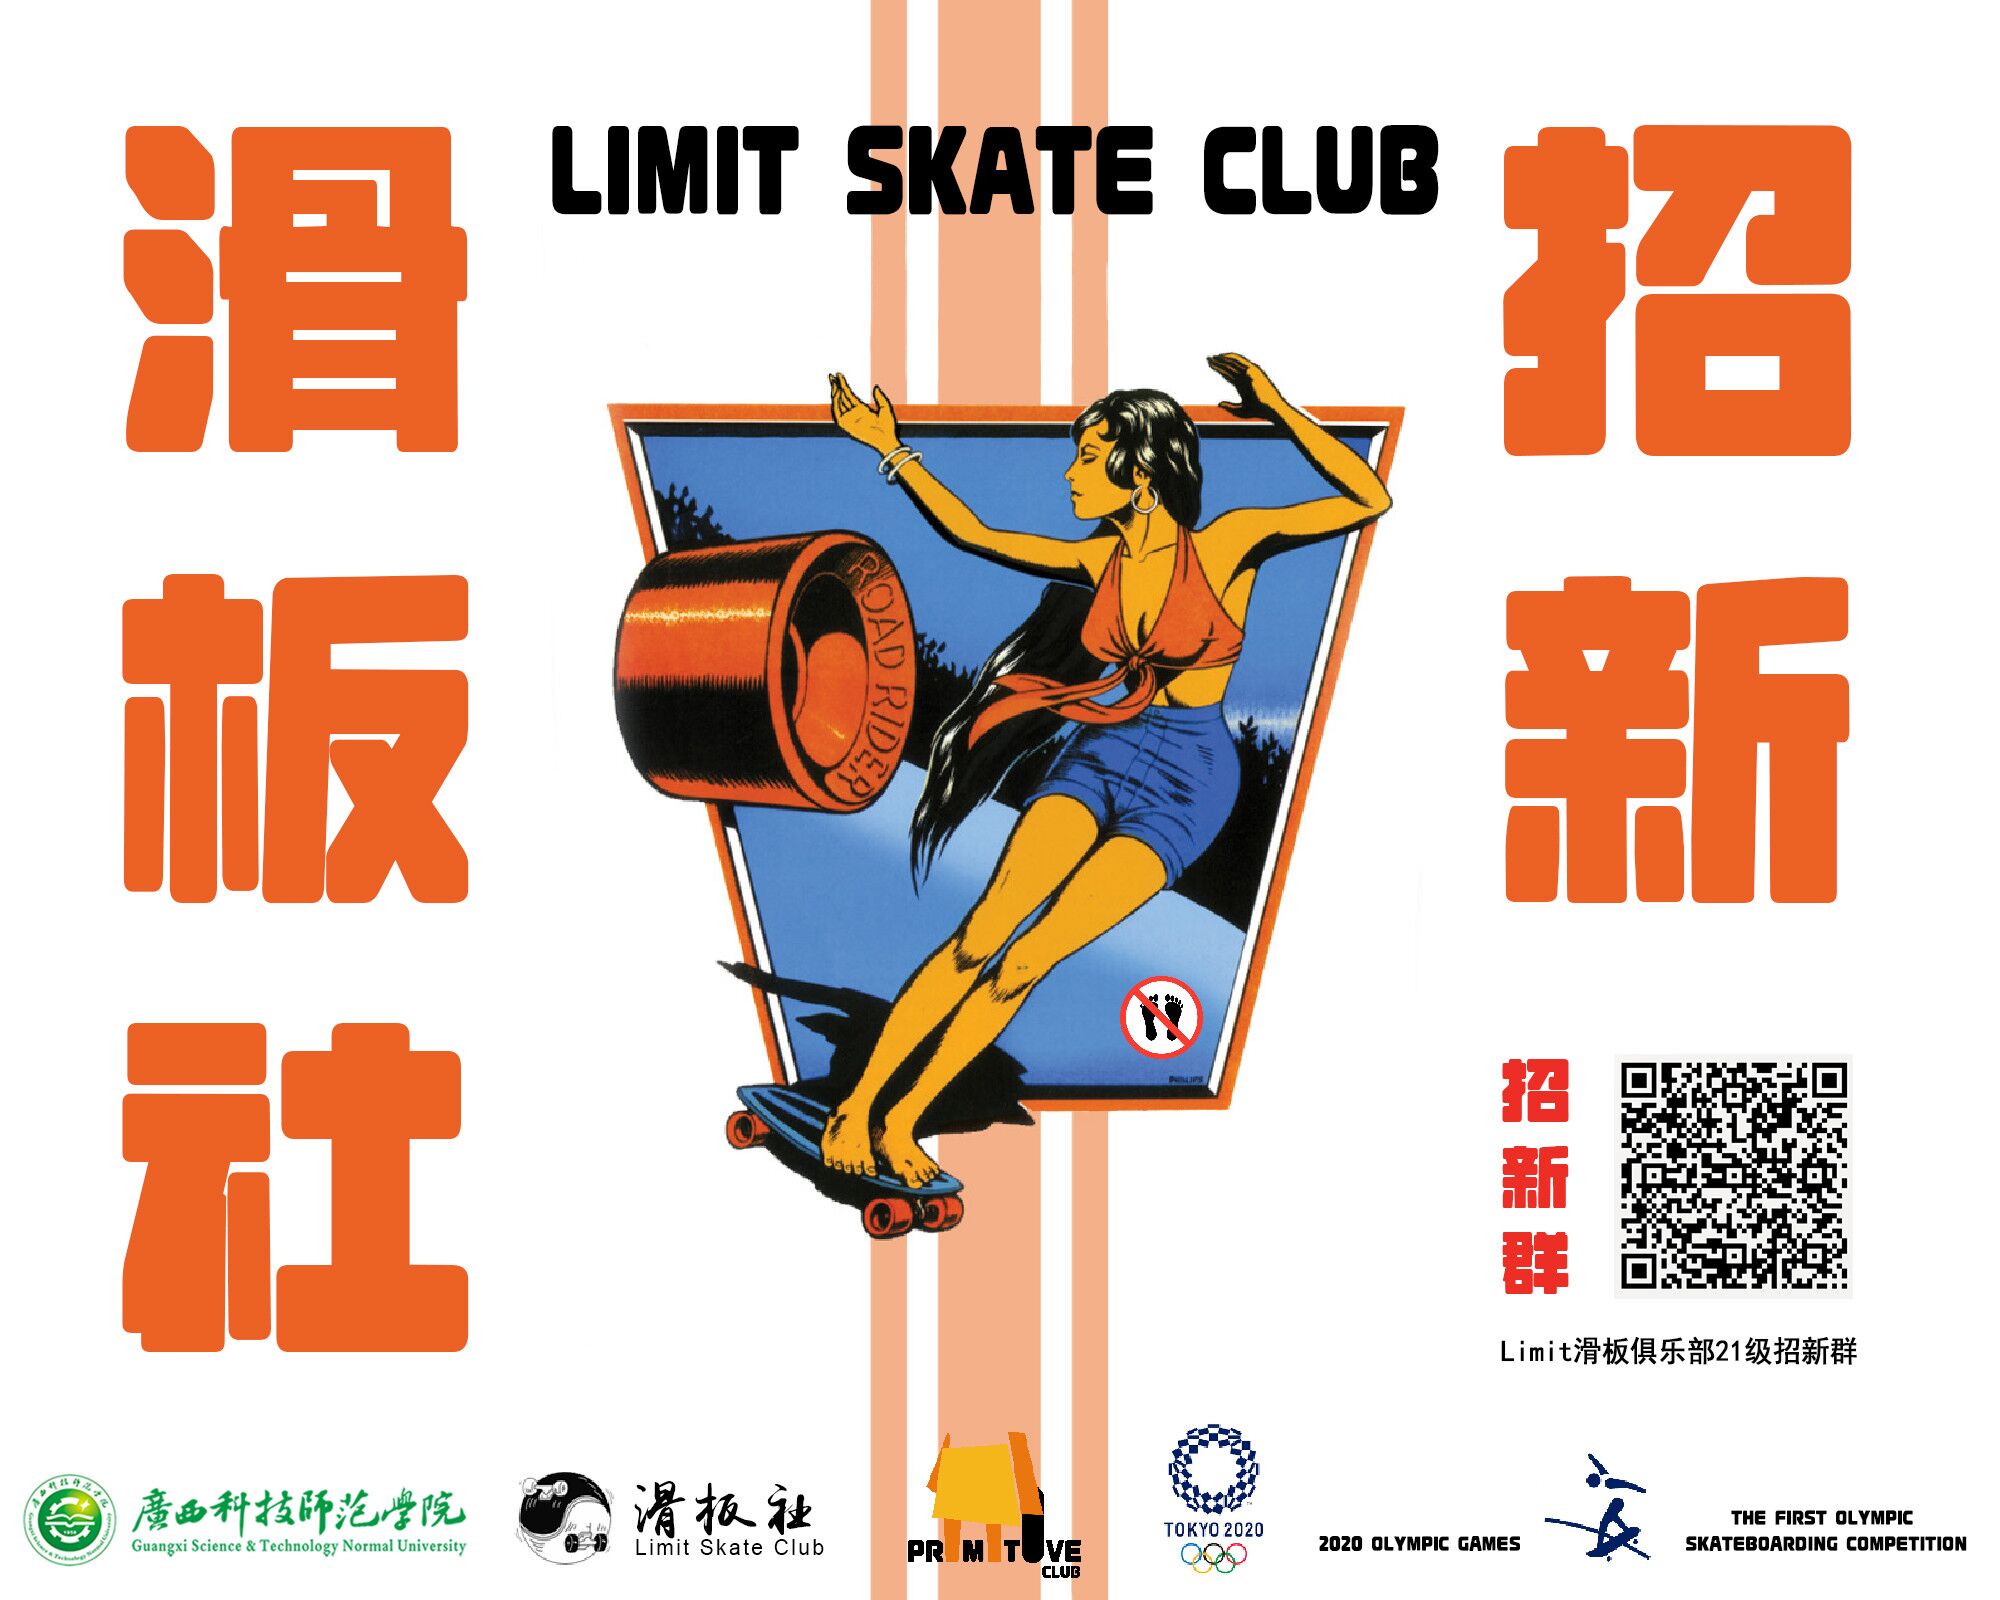 LIMIT SKATE CLUB
滑板社
招新
ROAD RIDER
PHILLIPS
招新群
Limit滑板俱乐部21级招新群
廣西科技師范學院
Guangxi Science & Technology Normal University
滑板社
Limit Skate Club
PRIMITUVE
CLUB
TOKYO 2020
2020 OLYMPIC GAMES
THE FIRST OLYMPIC
SKATEBOARDING COMPETITION